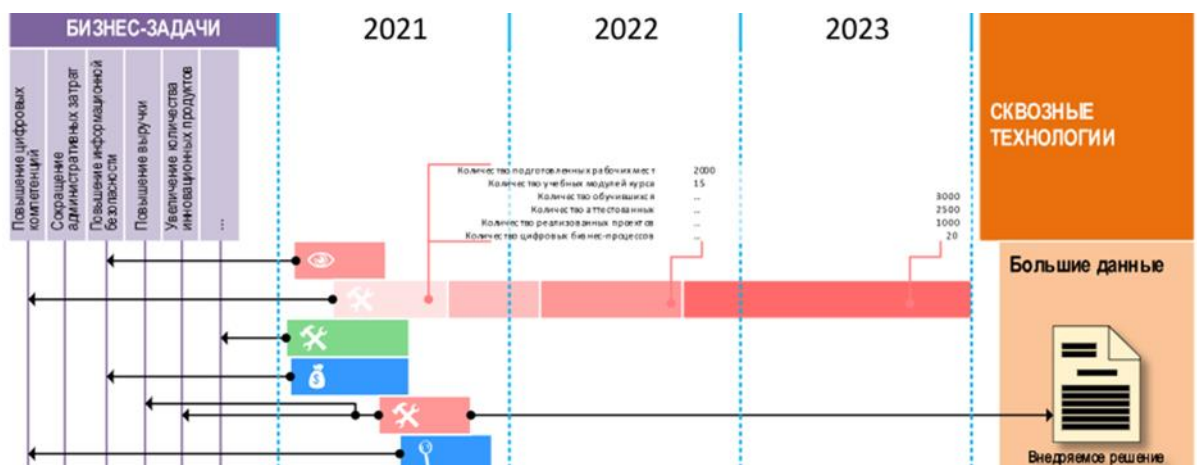 БИЗНЕС-ЗАДАЧИ
2021
2022
2023
СКВОЗНЫЕ
ТЕХНОЛОГИИ
Повышение цифровых
компетенций
Сокращение
административных затрат
Повышение информационной
безопасности
Повышение выручки
Увеличение количества
инновационных продуктов
...
Количество подготовленных рабочих мест 2000
Количество учебных модулей курса 15
Количество обучившихся ... 3000
Количество аттестованных ... 2500
Количество реализованных проектов ... 1000
Количество цифровых бизнес-процессов ... 20
Большие данные
Внедряемое решение